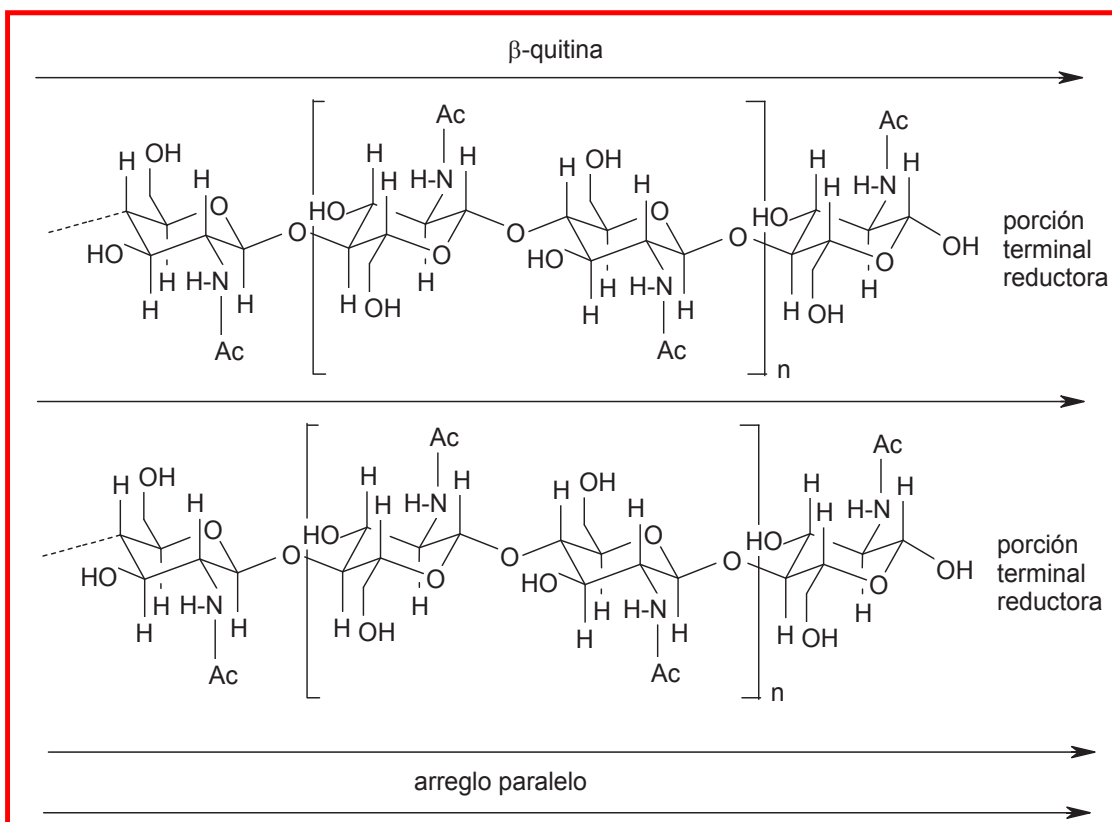 β-quitina
Ac Ac
H OH H H OH H H
H H-N H H-N
H H H
O HO O HO
O O O OH porción
HO H O HO H O terminal
H-N H H H-N H H reductora
H H OH H H OH
Ac Ac
n
Ac Ac
H OH H H OH H H
H H-N H H-N
H H H
O HO O HO
O O O OH porción
HO H O HO H O terminal
H-N H H H-N H H reductora
H H OH H H OH
Ac Ac
n
arreglo paralelo